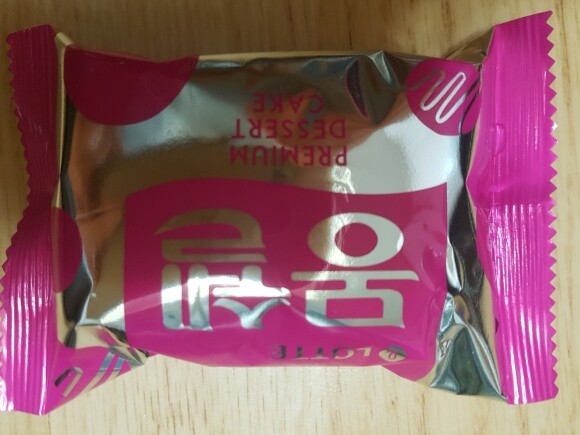 LOTTE
몽쉘
PREMIUM
DESSERT
CAKE